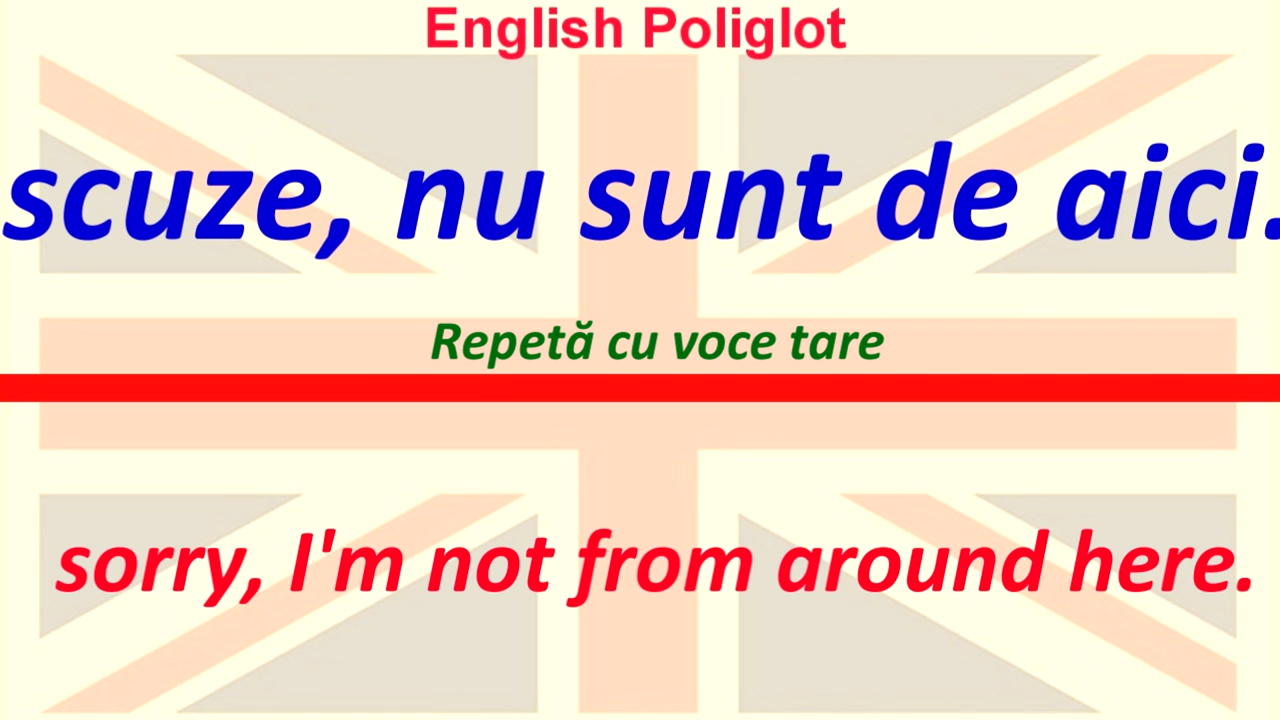 English Poliglot
scuze, nu sunt de aici.
Repetă cu voce tare
sorry, I'm not from around here.